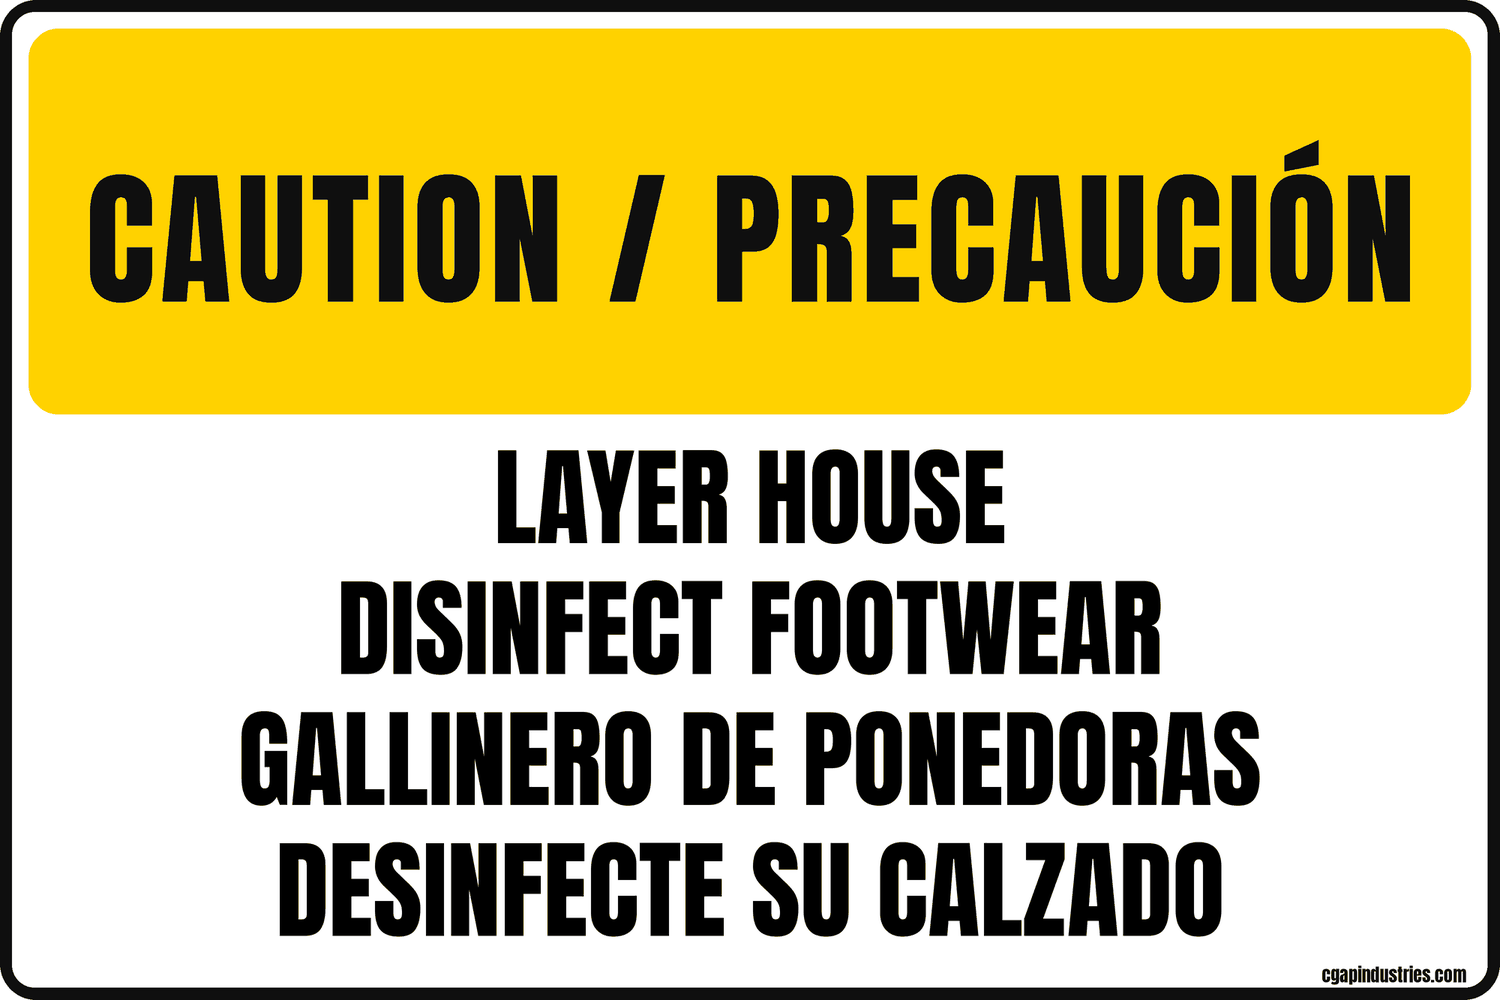 CAUTION / PRECAUCIÓN
LAYER HOUSE
DISINFECT FOOTWEAR
GALLINERO DE PONEDORAS
DESINFECTE SU CALZADO
cgapindustries.com